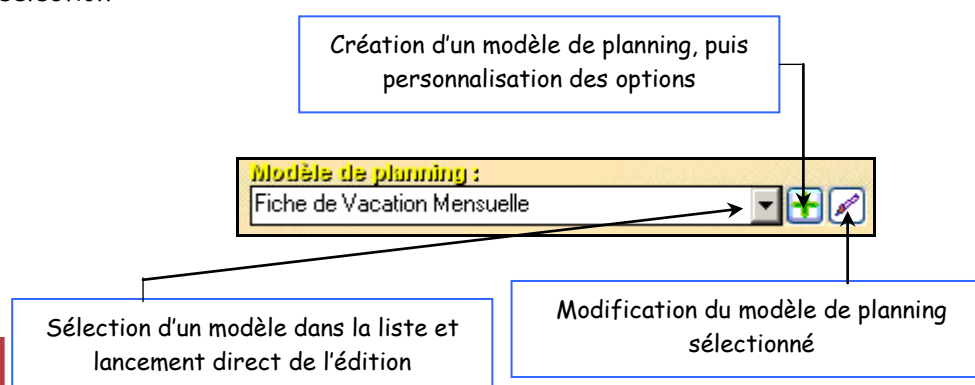 Création d'un modèle de planning, puis
personnalisation des options
Modèle de planning :
Fiche de Vacation Mensuelle
Sélection d'un modèle dans la liste et
lancement direct de l'édition
Modification du modèle de planning
sélectionné